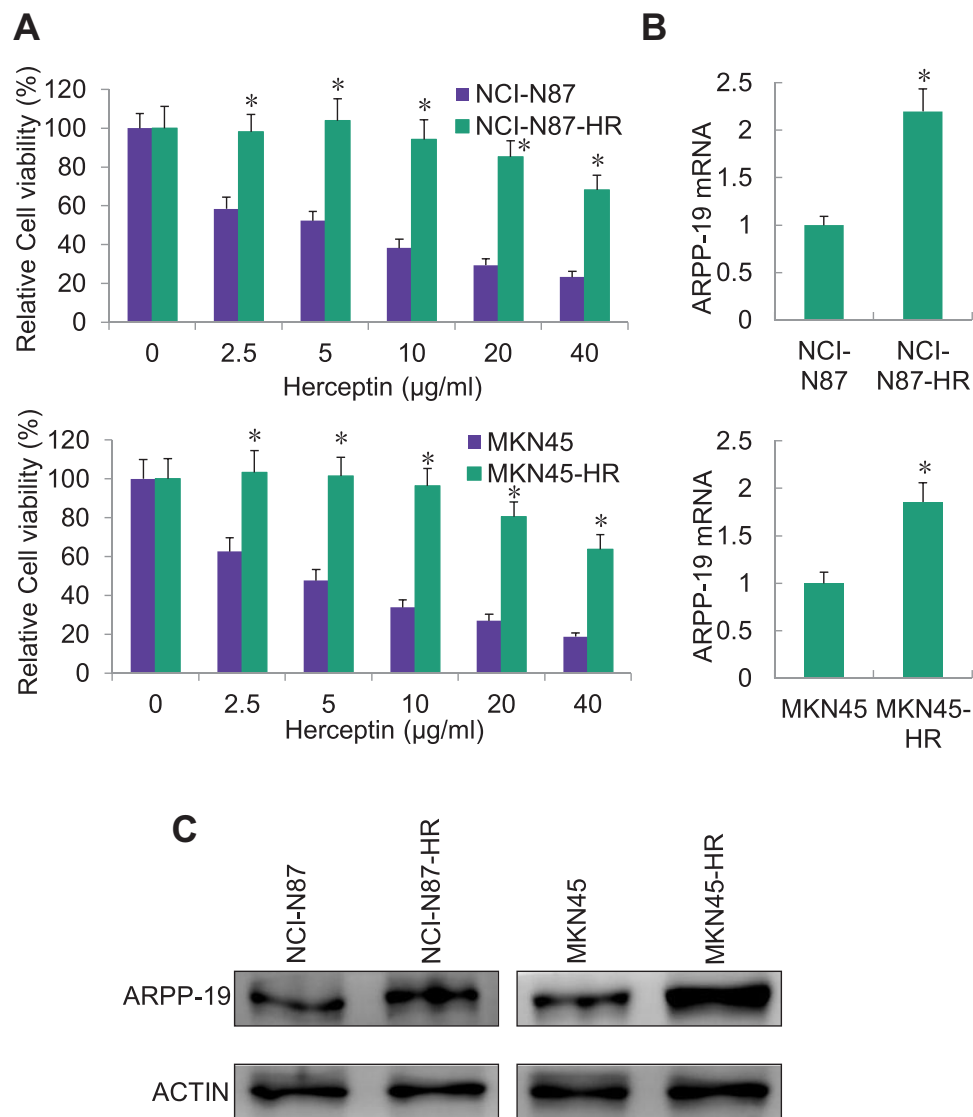 A
Relative Cell viability (%)
120
100
80
60
40
20
0
NCI-N87
NCI-N87-HR
* * * * *
0 2.5 5 10 20 40
Herceptin (µg/ml)
Relative Cell viability (%)
120
100
80
60
40
20
0
MKN45
MKN45-HR
* * * * *
0 2.5 5 10 20 40
Herceptin (µg/ml)
B
ARPP-19 mRNA
2.5
2
1.5
1
0.5
0
*
NCI- NCI-
N87 N87-HR
ARPP-19 mRNA
2.5
2
1.5
1
0.5
0
*
MKN45 MKN45-
HR
C
NCI-N87
NCI-N87-HR
MKN45
MKN45-HR
ARPP-19
ACTIN